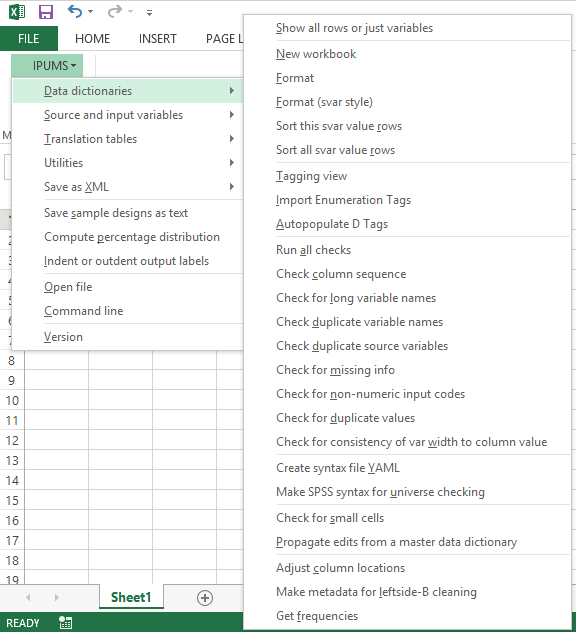 FILE HOME INSERT PAGE L
IPUMS
Data dictionaries
Source and input variables
Translation tables
Utilities
Save as XML
Save sample designs as text
Compute percentage distribution
Indent or outdent output labels
Open file
Command line
Version
Show all rows or just variables
New workbook
Format
Format (svar style)
Sort this svar value rows
Sort all svar value rows
Tagging view
Import Enumeration Tags
Autopopulate D Tags
Run all checks
Check column sequence
Check for long variable names
Check duplicate variable names
Check duplicate source variables
Check for missing info
Check for non-numeric input codes
Check for duplicate values
Check for consistency of var width to column value
Create syntax file YAML
Make SPSS syntax for universe checking
Check for small cells
Propagate edits from a master data dictionary
Adjust column locations
Make metadata for leftside-B cleaning
Get frequencies
8
9
10
11
12
13
14
15
16
17
18
19
Sheet1
READY